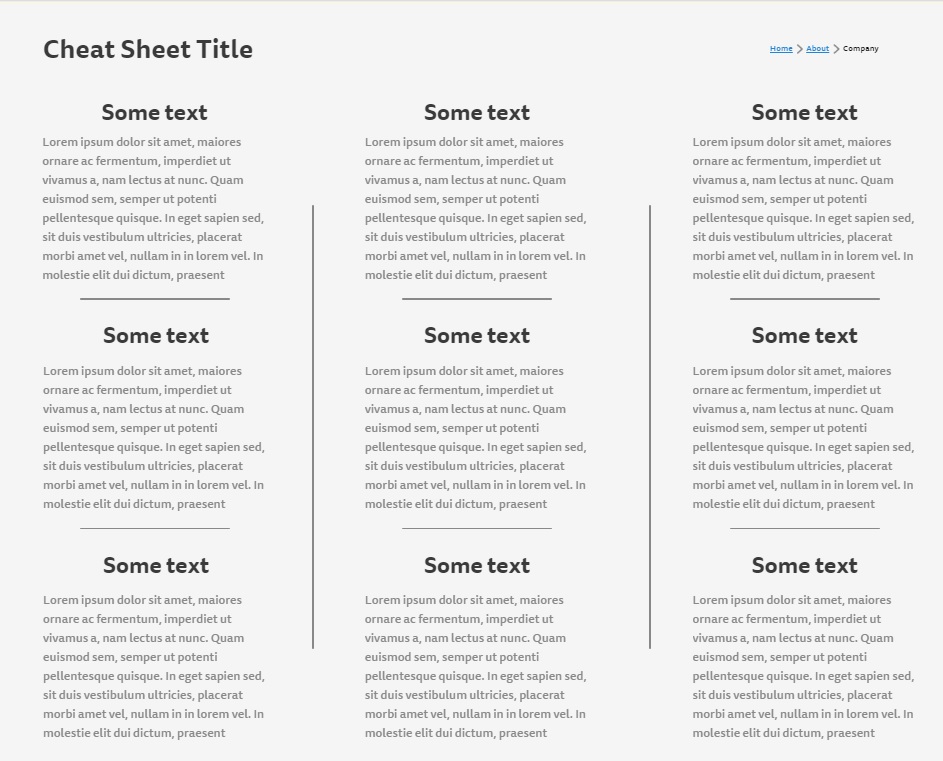 Cheat Sheet Title
Home > About > Company
Some text
Lorem ipsum dolor sit amet, maiores
ornare ac fermentum, imperdiet ut
vivamus a, nam lectus at nunc. Quam
euismod sem, semper ut potenti
pellentesque quisque. In eget sapien sed,
sit duis vestibulum ultricies, placerat
morbi amet vel, nullam in in lorem vel. In
molestie elit dui dictum, praesent
Some text
Lorem ipsum dolor sit amet, maiores
ornare ac fermentum, imperdiet ut
vivamus a, nam lectus at nunc. Quam
euismod sem, semper ut potenti
pellentesque quisque. In eget sapien sed,
sit duis vestibulum ultricies, placerat
morbi amet vel, nullam in in lorem vel. In
molestie elit dui dictum, praesent
Some text
Lorem ipsum dolor sit amet, maiores
ornare ac fermentum, imperdiet ut
vivamus a, nam lectus at nunc. Quam
euismod sem, semper ut potenti
pellentesque quisque. In eget sapien sed,
sit duis vestibulum ultricies, placerat
morbi amet vel, nullam in in lorem vel. In
molestie elit dui dictum, praesent
Some text
Lorem ipsum dolor sit amet, maiores
ornare ac fermentum, imperdiet ut
vivamus a, nam lectus at nunc. Quam
euismod sem, semper ut potenti
pellentesque quisque. In eget sapien sed,
sit duis vestibulum ultricies, placerat
morbi amet vel, nullam in in lorem vel. In
molestie elit dui dictum, praesent
Some text
Lorem ipsum dolor sit amet, maiores
ornare ac fermentum, imperdiet ut
vivamus a, nam lectus at nunc. Quam
euismod sem, semper ut potenti
pellentesque quisque. In eget sapien sed,
sit duis vestibulum ultricies, placerat
morbi amet vel, nullam in in lorem vel. In
molestie elit dui dictum, praesent
Some text
Lorem ipsum dolor sit amet, maiores
ornare ac fermentum, imperdiet ut
vivamus a, nam lectus at nunc. Quam
euismod sem, semper ut potenti
pellentesque quisque. In eget sapien sed,
sit duis vestibulum ultricies, placerat
morbi amet vel, nullam in in lorem vel. In
molestie elit dui dictum, praesent
Some text
Lorem ipsum dolor sit amet, maiores
ornare ac fermentum, imperdiet ut
vivamus a, nam lectus at nunc. Quam
euismod sem, semper ut potenti
pellentesque quisque. In eget sapien sed,
sit duis vestibulum ultricies, placerat
morbi amet vel, nullam in in lorem vel. In
molestie elit dui dictum, praesent
Some text
Lorem ipsum dolor sit amet, maiores
ornare ac fermentum, imperdiet ut
vivamus a, nam lectus at nunc. Quam
euismod sem, semper ut potenti
pellentesque quisque. In eget sapien sed,
sit duis vestibulum ultricies, placerat
morbi amet vel, nullam in in lorem vel. In
molestie elit dui dictum, praesent
Some text
Lorem ipsum dolor sit amet, maiores
ornare ac fermentum, imperdiet ut
vivamus a, nam lectus at nunc. Quam
euismod sem, semper ut potenti
pellentesque quisque. In eget sapien sed,
sit duis vestibulum ultricies, placerat
morbi amet vel, nullam in in lorem vel. In
molestie elit dui dictum, praesent